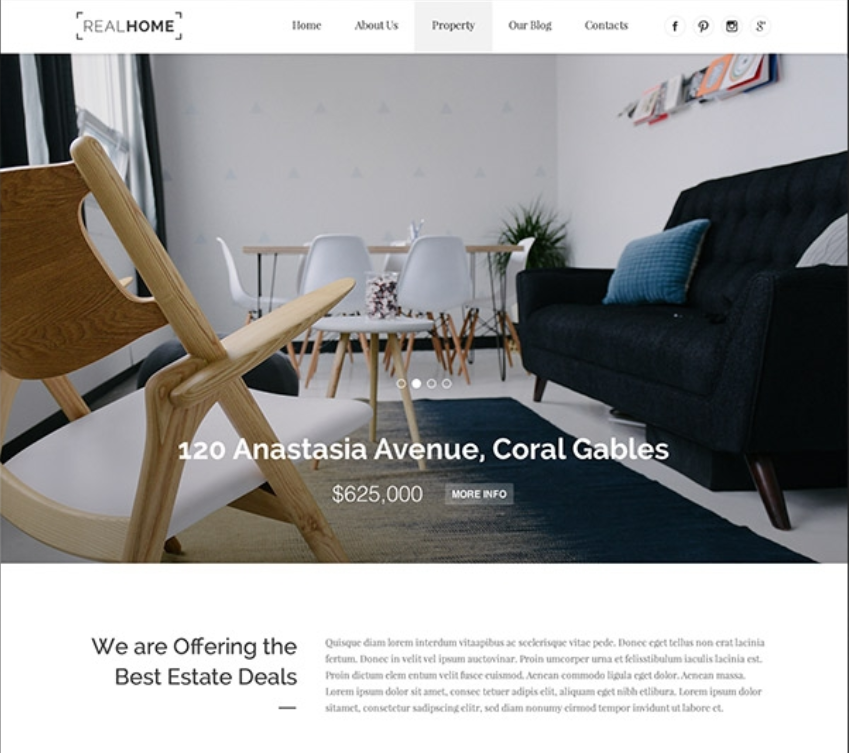 REALHOME
Home About Us Property Our Blog Contacts
120 Anastasia Avenue, Coral Gables
$625,000 MORE INFO
We are Offering the
Best Estate Deals
Quisque diam lorem interdum vitaapibus ac scelerisque vitae pede. Donec eget tellus non erat lacinia
fertum. Donec in velit vel ipsum auctovinar. Proin umcorper urna et felisstibulum iaculis lacinia est.
Proin dictum elem entum velit fusce euismod. Aenean commodo ligula eget dolor. Aenean massa.
Lorem ipsum dolor sit amet, consec tetuer adipis elit, aliquam eget nibh etlibura. Lorem ipsum dolor
sitamet, consetetur sadipscing elitr, sed diam nonumy eirmod tempor invidunt ut labore et.